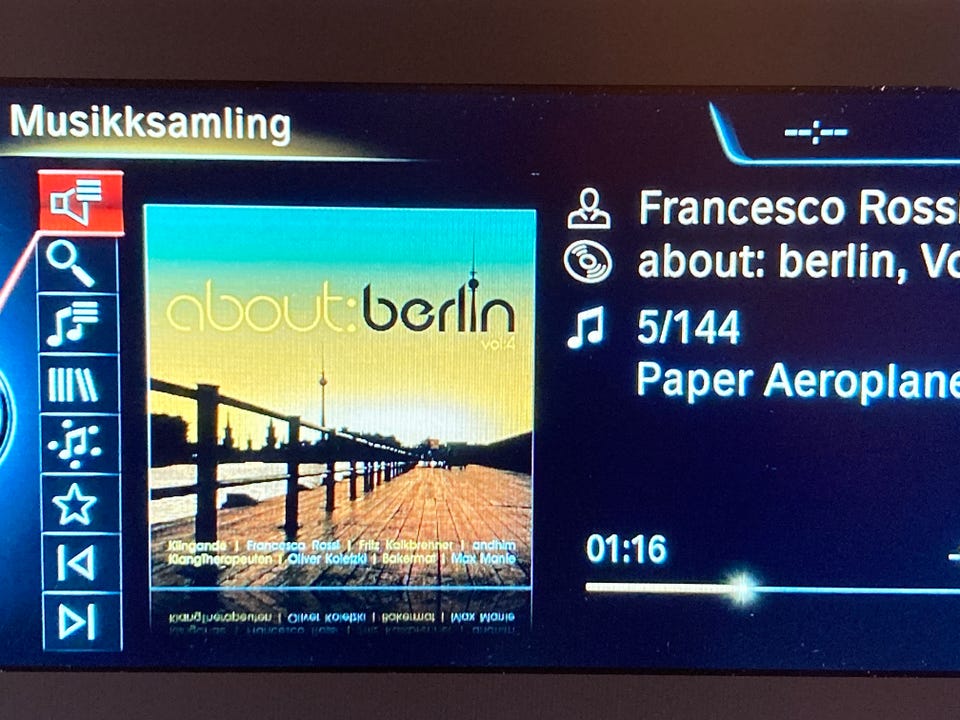 Musikksamling
--:--
Francesco Rossi
about: berlin, Vo
5/144
Paper Aeroplane
about:berlin
vol:4
Klingande | Francesco Rossi | Fritz Kalkbrenner | andhim
KlangTherapeuten | Oliver Koletzki | Bakermat | Max Manie
01:16